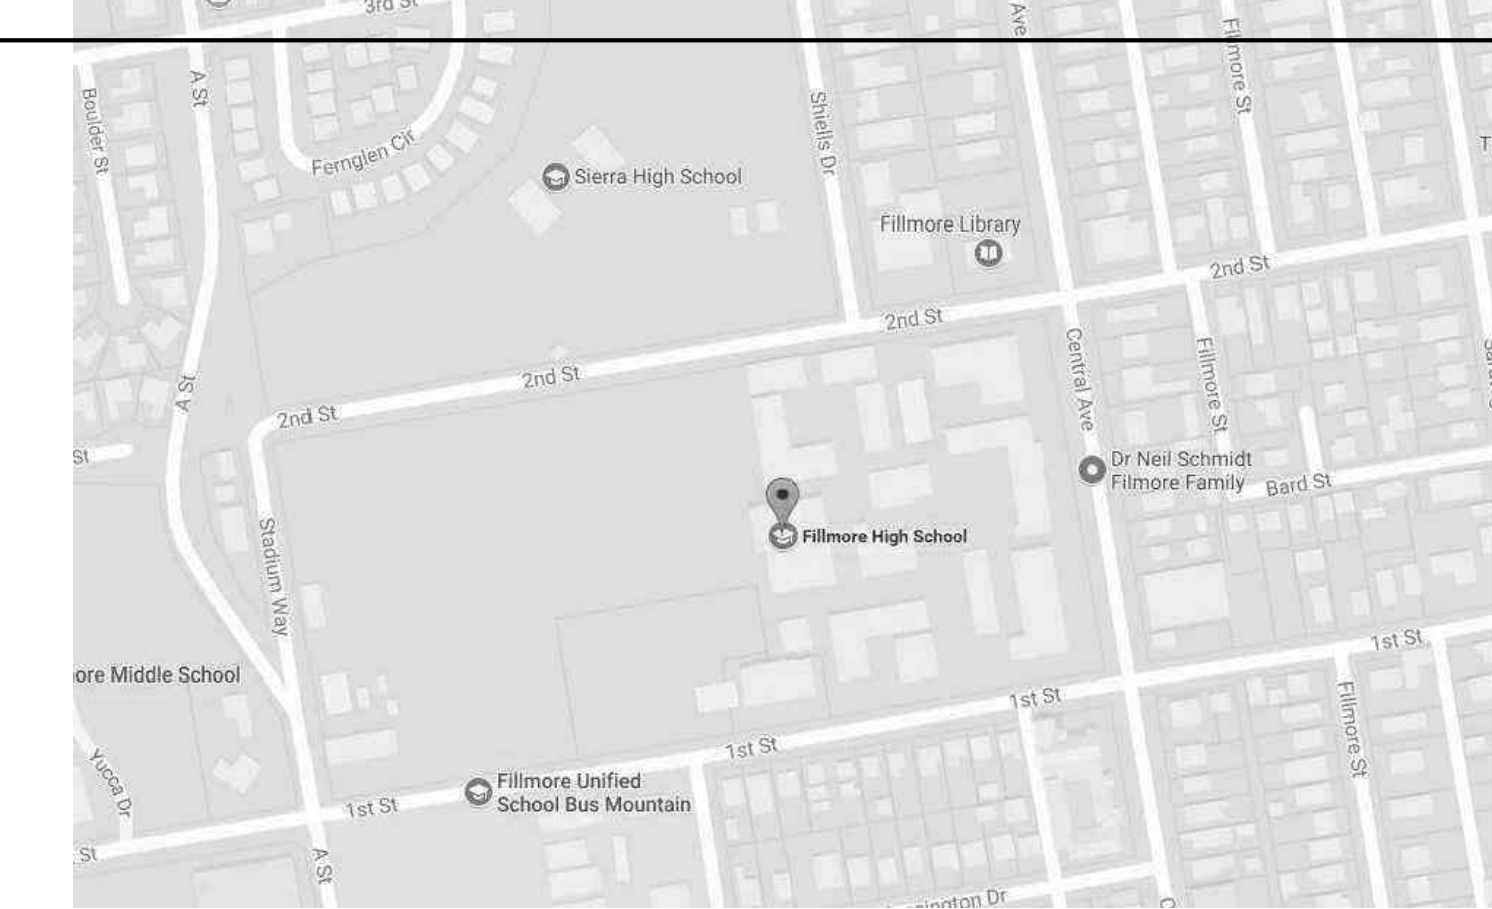 3rd St
Ave
Fillmore St
A St
Boulder St
Shiells Dr
Fernglen Cir
Sierra High School
Fillmore Library
2nd St
2nd St
Central Ave
Fillmore St
2nd St
A St
2nd St
St
Dr Neil Schmidt
Filmore Family
Bard St
Fillmore High School
Stadium Way
1st St
ore Middle School
1st St
Fillmore St
1st St
Yucca Dr
Fillmore Unified
School Bus Mountain
1st St
St
A St